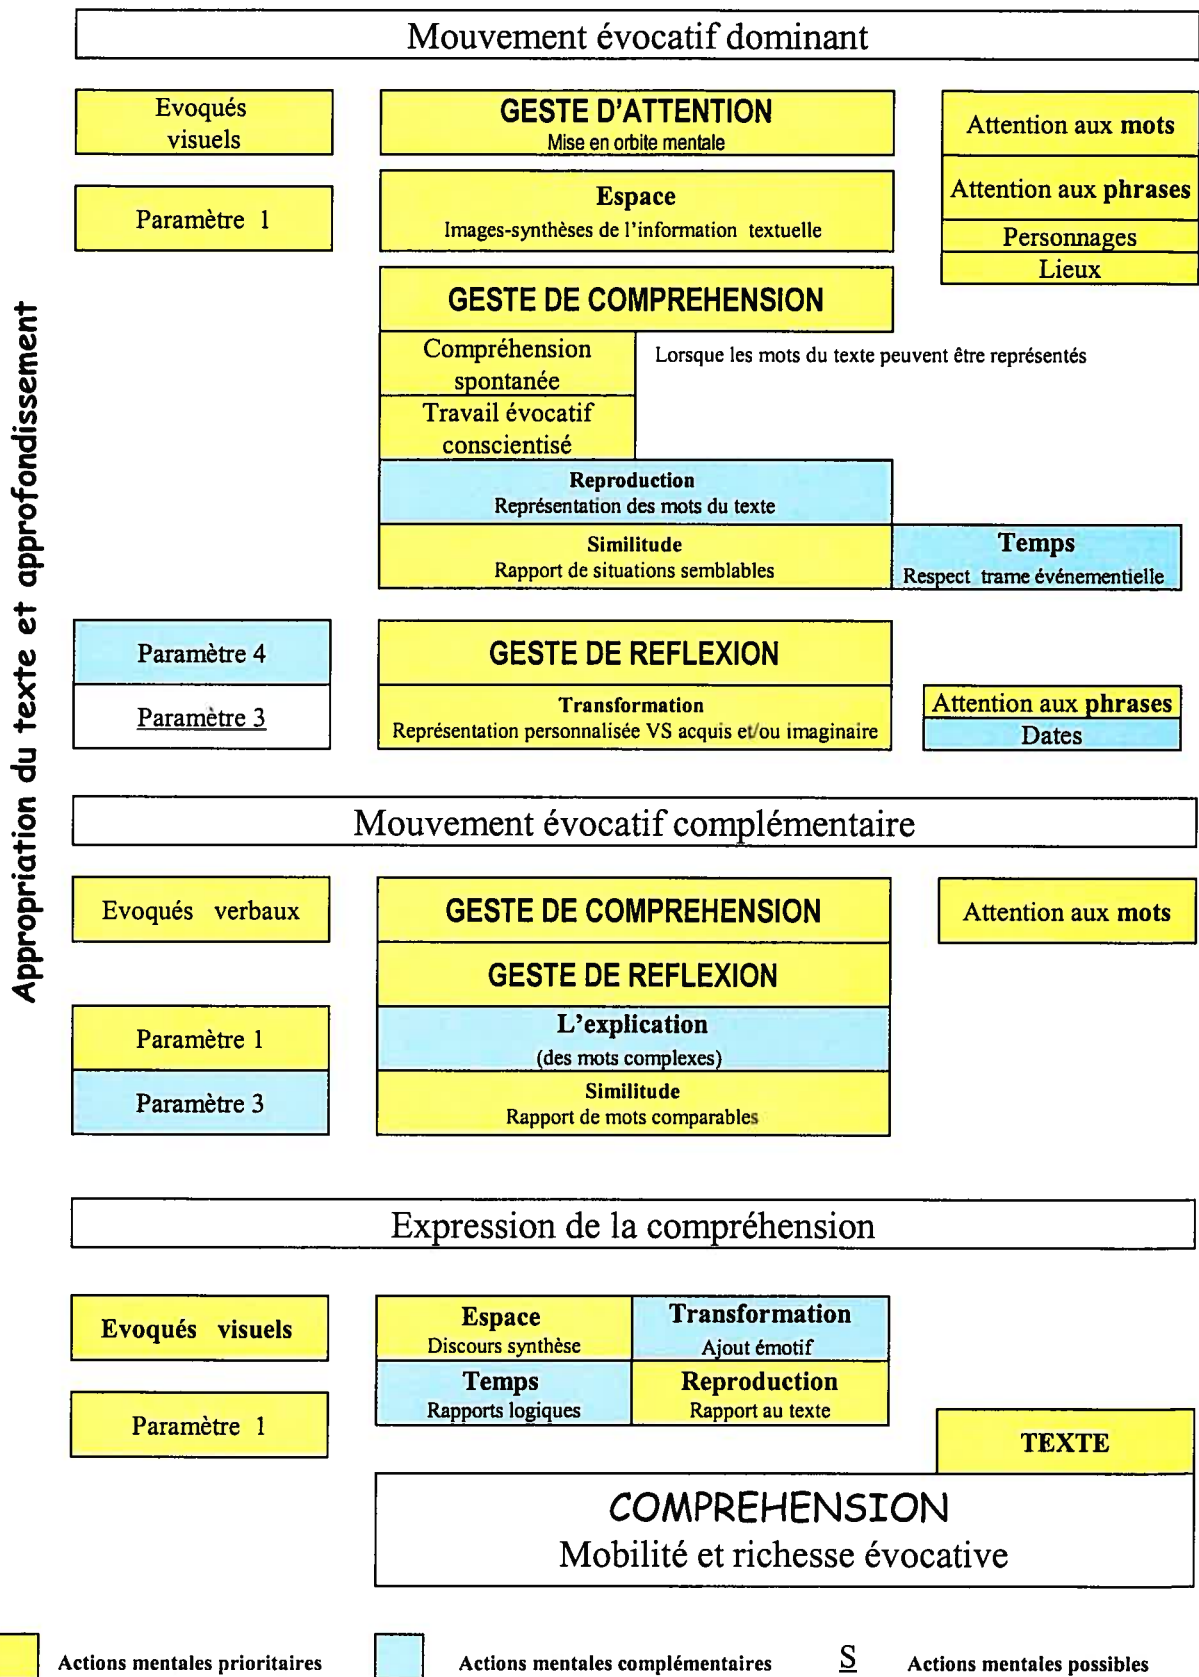 Mouvement évocatif dominant
Evoqués
visuels
GESTE D'ATTENTION
Mise en orbite mentale
Attention aux mots
Paramètre 1
Espace
Images-synthèses de l'information textuelle
Attention aux phrases
Personnages
Lieux
GESTE DE COMPREHENSION
Compréhension
spontanée
Lorsque les mots du texte peuvent être représentés
Travail évocatif
conscientisé
Reproduction
Représentation des mots du texte
Similitude
Rapport de situations semblables
Temps
Respect trame événementielle
Appropriation du texte et approfondissement
Paramètre 4
GESTE DE REFLEXION
Paramètre 3
Transformation
Représentation personnalisée VS acquis et/ou imaginaire
Attention aux phrases
Dates
Mouvement évocatif complémentaire
Evoqués verbaux
GESTE DE COMPREHENSION
Attention aux mots
GESTE DE REFLEXION
Paramètre 1
L'explication
(des mots complexes)
Paramètre 3
Similitude
Rapport de mots comparables
Expression de la compréhension
Evoqués visuels
Espace
Discours synthèse
Transformation
Ajout émotif
Paramètre 1
Temps
Rapports logiques
Reproduction
Rapport au texte
TEXTE
COMPREHENSION
Mobilité et richesse évocative
Actions mentales prioritaires
Actions mentales complémentaires
S Actions mentales possibles